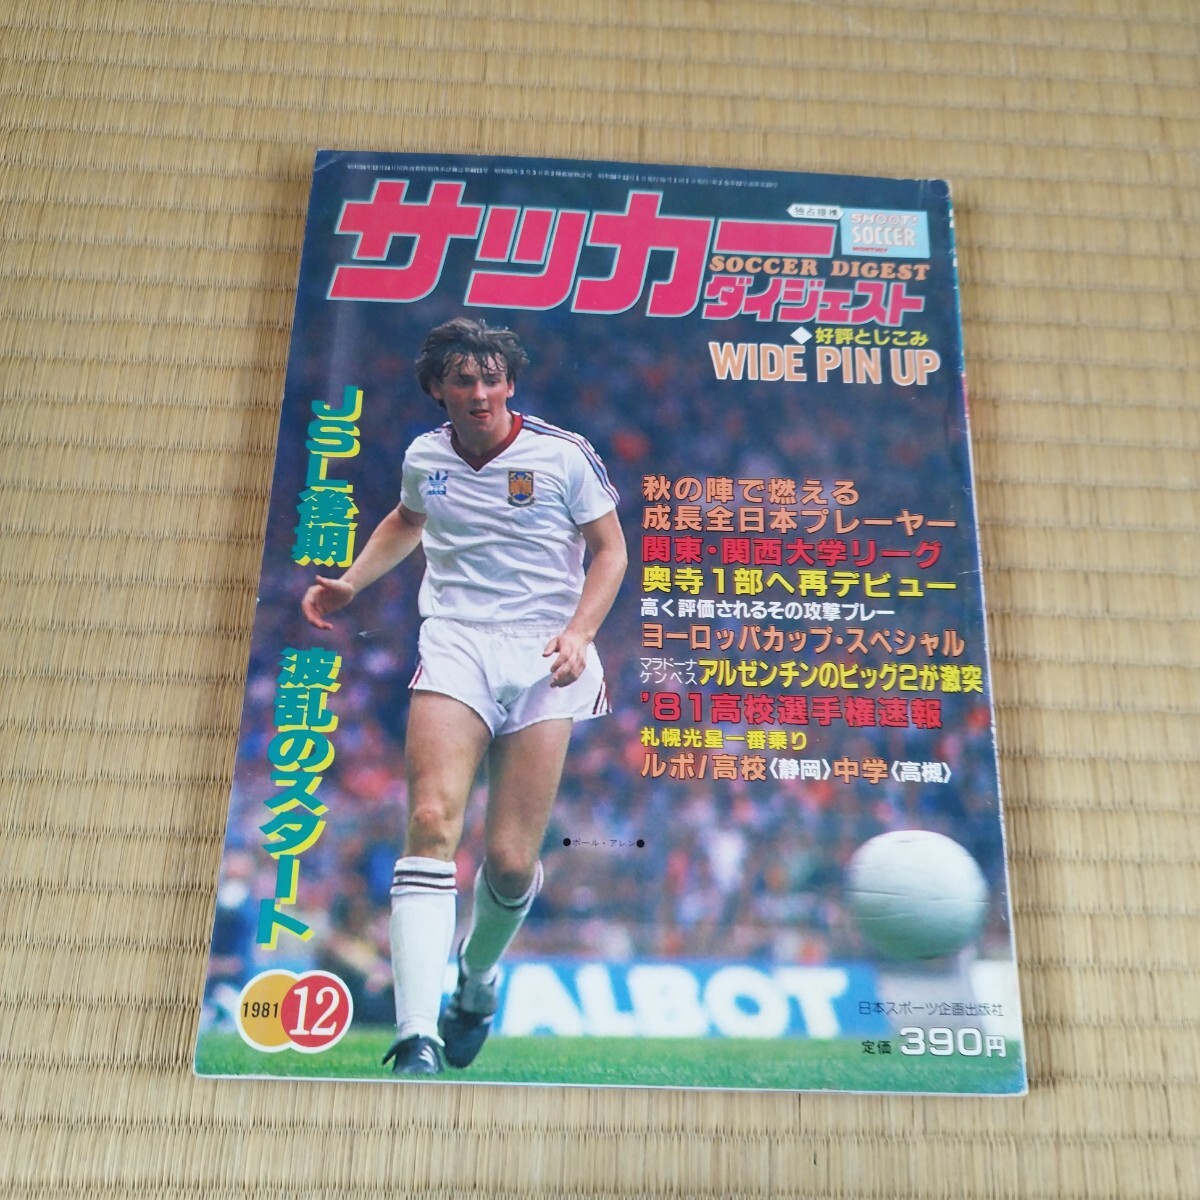 サッカー
SOCCER DIGEST
ダイジェスト
独占提携
SHOOT!
SOCCER
MONTHLY
◆好評とじこみ
WIDE PIN UP
JSL後期
波乱のスタート
秋の陣で燃える
成長全日本プレーヤー
関東・関西大学リーグ
奥寺1部へ再デビュー
高く評価されるその攻撃プレー
ヨーロッパカップ・スペシャル
マラドーナ
ケンペス
アルゼンチンのビッグ2が激突
'81高校選手権速報
札幌光星一番乗り
ルポ/高校〈静岡〉中学〈高槻〉
●ポール・アレン●
TALBOT
1981
12
日本スポーツ企画出版社
定価 390円